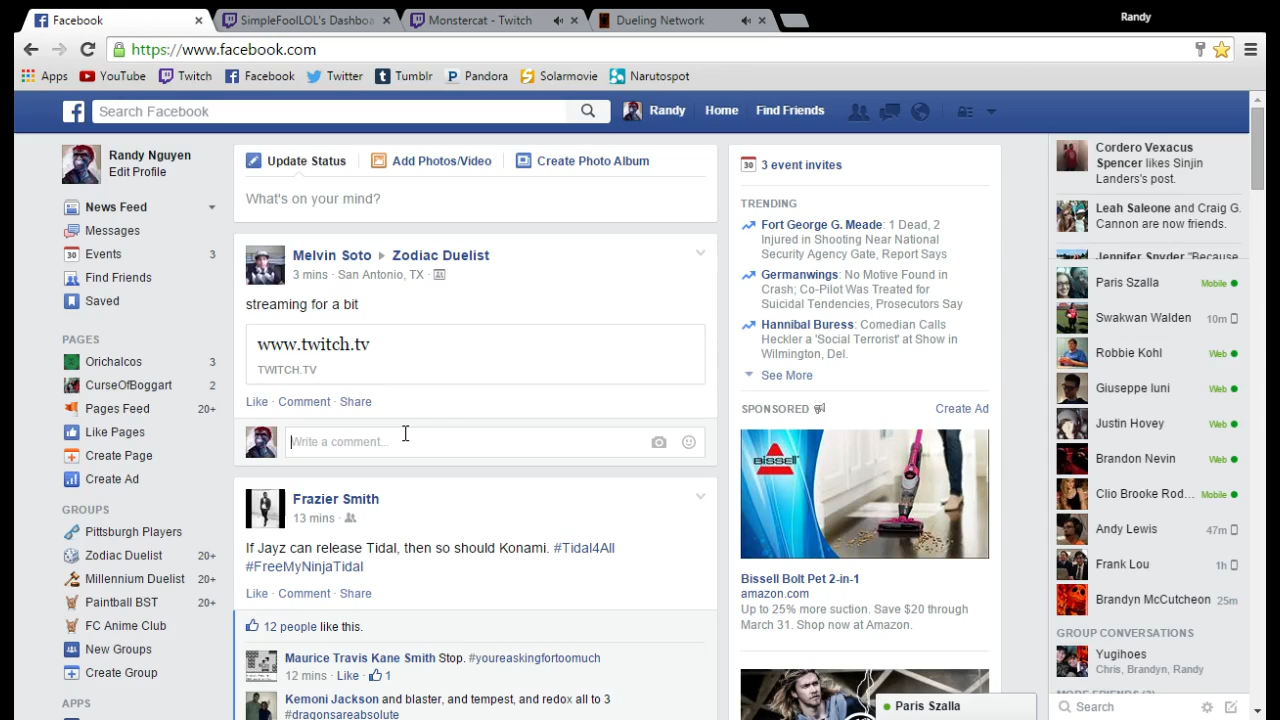 Facebook
SimpleFoolLOL's Dashboa
Monstercat - Twitch
Dueling Network
Randy
https://www.facebook.com
Apps
YouTube
Twitch
Facebook
Twitter
Tumblr
Pandora
Solarmovie
Narutospot
Search Facebook
Randy
Home
Find Friends
Randy Nguyen
Edit Profile
News Feed
Messages
Events 3
Find Friends
Saved
PAGES
Orichalcos 3
CurseOfBoggart 2
Pages Feed 20+
Like Pages
Create Page
Create Ad
GROUPS
Pittsburgh Players
Zodiac Duelist 20+
Millennium Duelist 20+
Paintball BST 20+
FC Anime Club
New Groups
Create Group
APPS
Update Status
Add Photos/Video
Create Photo Album
What's on your mind?
Melvin Soto ▸ Zodiac Duelist
3 mins · San Antonio, TX ·
streaming for a bit
www.twitch.tv
TWITCH.TV
Like · Comment · Share
Write a comment...
Frazier Smith
13 mins ·
If Jayz can release Tidal, then so should Konami. #Tidal4All
#FreeMyNinjaTidal
Like · Comment · Share
12 people like this.
Maurice Travis Kane Smith Stop. #youreaskingfortoomuch
12 mins · Like · 1
Kemoni Jackson and blaster, and tempest, and redox all to 3
#dragonsareabsolute
30
3 event invites
TRENDING
Fort George G. Meade: 1 Dead, 2
Injured in Shooting Near National
Security Agency Gate, Report Says
Germanwings: No Motive Found in
Crash; Co-Pilot Was Treated for
Suicidal Tendencies, Prosecutors Say
Hannibal Buress: Comedian Calls
Heckler a 'Social Terrorist' at Show in
Wilmington, Del.
See More
SPONSORED
Create Ad
BISSELL
Bissell Bolt Pet 2-in-1
amazon.com
Up to 25% more suction. Save $20 through
March 31. Shop now at Amazon.
Cordero Vexacus
Spencer likes Sinjin
Landers's post.
Leah Saleone and Craig G.
Cannon are now friends.
Jennifer Snyder "Because
Paris Szalla Mobile
Swakwan Walden 10m
Robbie Kohl Web
Giuseppe Iuni Web
Justin Hovey Web
Brandon Nevin Web
Clio Brooke Rod... Mobile
Andy Lewis 47m
Frank Lou 1h
Brandyn McCutcheon 25m
GROUP CONVERSATIONS
Yugihoes
Chris, Brandyn, Randy
Search
Paris Szalla